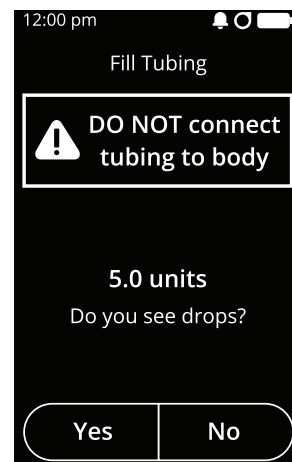 12:00 pm
Fill Tubing
DO NOT connect
tubing to body
5.0 units
Do you see drops?
Yes No